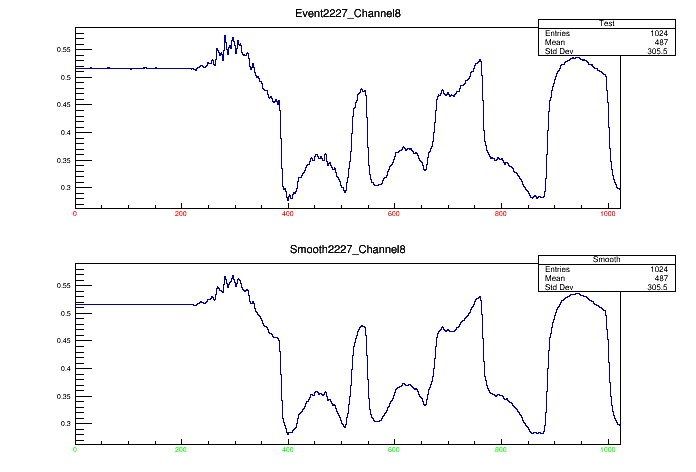 Event2227_Channel8
Test
Entries 1024
Mean 487
Std Dev 305.5
0.55
0.5
0.45
0.4
0.35
0.3
0 200 400 600 800 1000
Smooth2227_Channel8
Smooth
Entries 1024
Mean 487
Std Dev 305.5
0.55
0.5
0.45
0.4
0.35
0.3
0 200 400 600 800 1000